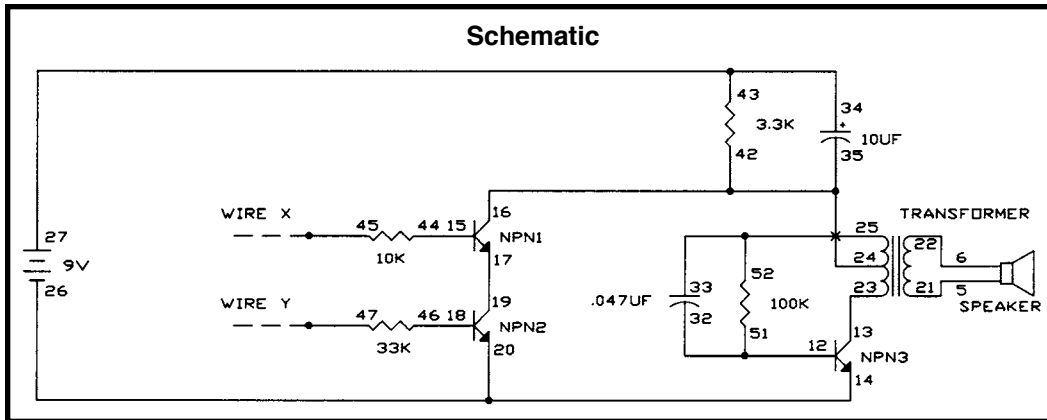 Schematic
43
3.3K
42
34
+
10UF
35
27
9V
26
WIRE X
45
10K
44
15
16
NPN1
17
WIRE Y
47
33K
46
18
19
NPN2
20
.047UF
33
32
52
100K
51
12
13
NPN3
14
25
24
23
TRANSFORMER
22
21
6
5
SPEAKER